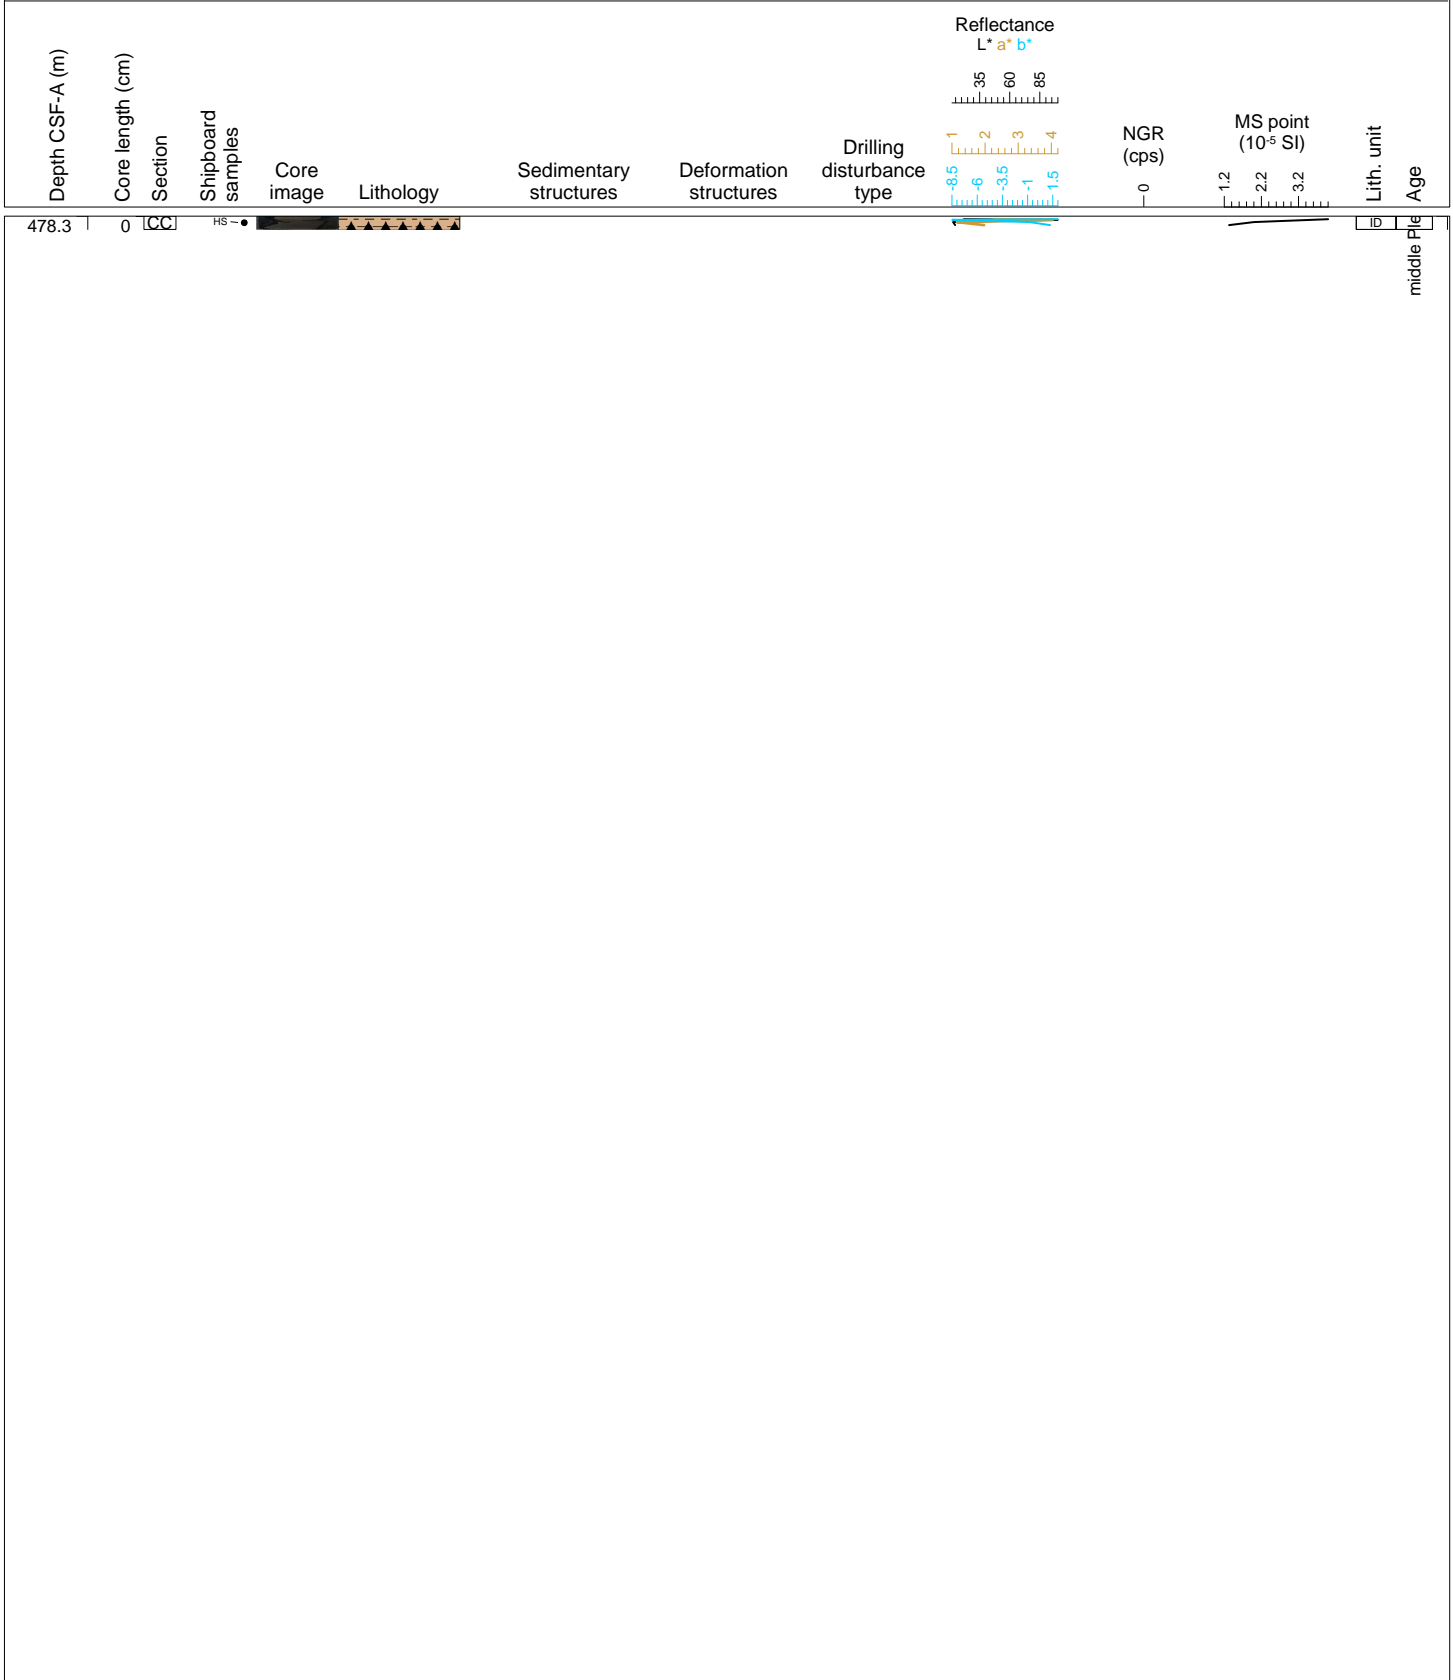 Depth CSF-A (m)
Core length (cm)
Section
Shipboard
samples
Core
image
Lithology
Sedimentary
structures
Deformation
structures
Drilling
disturbance
type
Reflectance
L* a* b*
35 60 85
1 2 3 4
-8.5 -6 -3.5 -1 1.5
NGR
(cps)
0
MS point
(10-5 SI)
1.2 2.2 3.2
Lith. unit
Age
478.3 0 CC HS ID
middle Ple